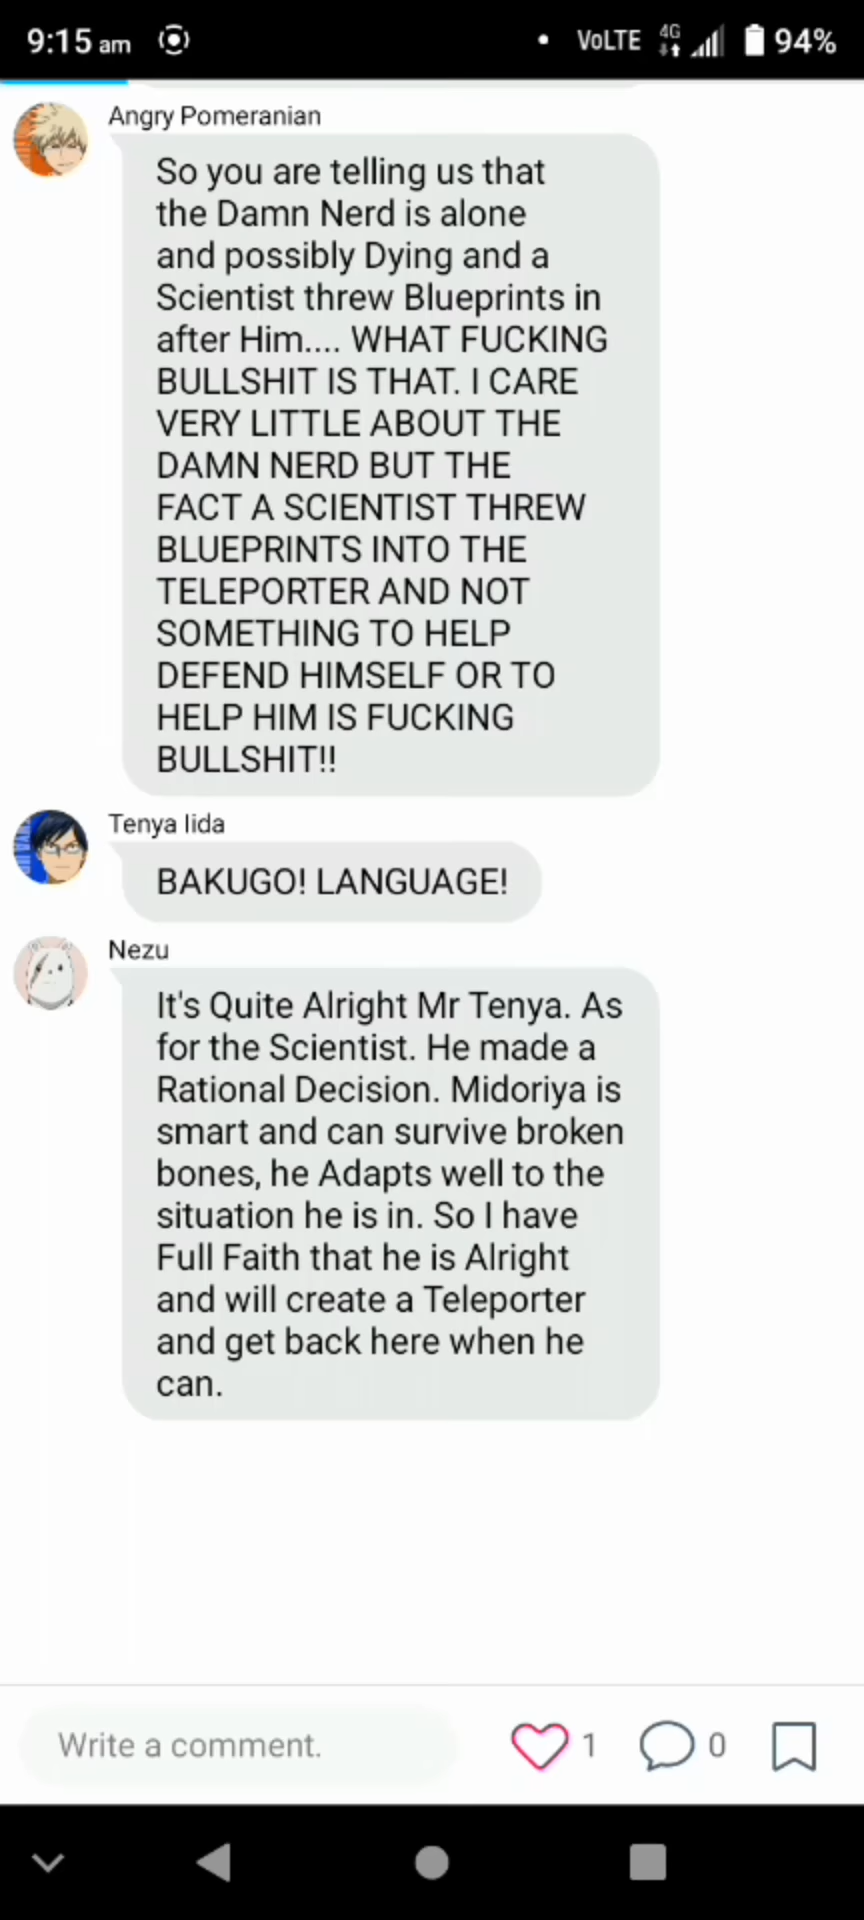 9:15 am
VoLTE 4G 94%
Angry Pomeranian
So you are telling us that
the Damn Nerd is alone
and possibly Dying and a
Scientist threw Blueprints in
after Him.... WHAT FUCKING
BULLSHIT IS THAT. I CARE
VERY LITTLE ABOUT THE
DAMN NERD BUT THE
FACT A SCIENTIST THREW
BLUEPRINTS INTO THE
TELEPORTER AND NOT
SOMETHING TO HELP
DEFEND HIMSELF OR TO
HELP HIM IS FUCKING
BULLSHIT!!
Tenya Iida
BAKUGO! LANGUAGE!
Nezu
It's Quite Alright Mr Tenya. As
for the Scientist. He made a
Rational Decision. Midoriya is
smart and can survive broken
bones, he Adapts well to the
situation he is in. So I have
Full Faith that he is Alright
and will create a Teleporter
and get back here when he
can.
Write a comment.
1
0